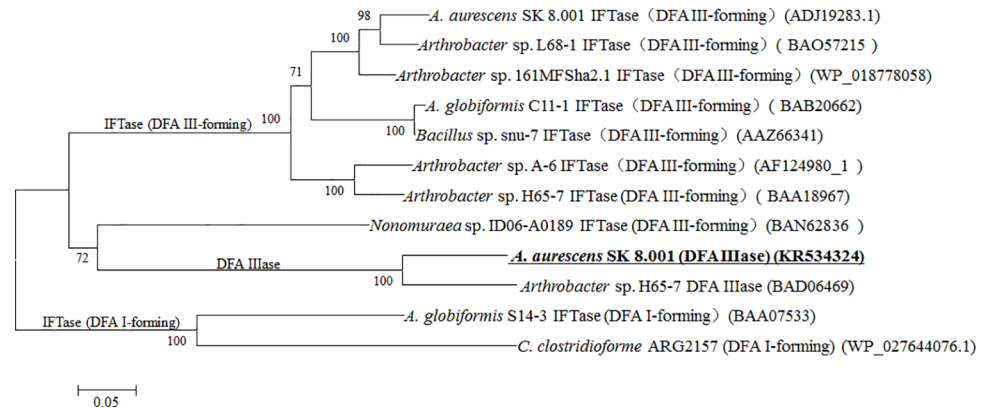 98
A. aurescens SK 8.001 IFTase（DFA III-forming）(ADJ19283.1)
100
Arthrobacter sp. L68-1 IFTase（DFAIII-forming）( BAO57215 )
71
Arthrobacter sp. 161MFSha2.1 IFTase（DFAIII-forming）(WP_018778058)
A. globiformis C11-1 IFTase（DFA III-forming）( BAB20662)
IFTase (DFA III-forming) 100
100
Bacillus sp. snu-7 IFTase（DFA III-forming）(AAZ66341)
Arthrobacter sp. A-6 IFTase（DFA III-forming）(AF124980_1 )
100
Arthrobacter sp. H65-7 IFTase (DFA III-forming）( BAA18967)
Nonomuraea sp. ID06-A0189 IFTase (DFA III-forming）(BAN62836 )
72
A. aurescens SK 8.001 (DFA IIIase) (KR534324)
DFA IIIase
100
Arthrobacter sp. H65-7 DFA IIIase (BAD06469)
IFTase (DFA I-forming)
A. globiformis S14-3 IFTase (DFA I-forming）(BAA07533)
100
C. clostridioforme ARG2157 (DFA I-forming) (WP_027644076.1)
0.05